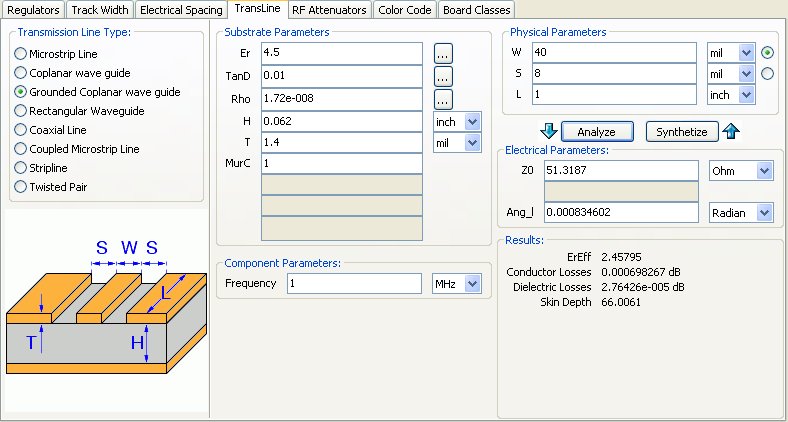 Regulators Track Width Electrical Spacing TransLine RF Attenuators Color Code Board Classes
Transmission Line Type:
Microstrip Line
Coplanar wave guide
Grounded Coplanar wave guide
Rectangular Waveguide
Coaxial Line
Coupled Microstrip Line
Stripline
Twisted Pair
S W S
L
T
H
Substrate Parameters
Er 4.5 ...
TanD 0.01 ...
Rho 1.72e-008 ...
H 0.062 inch
T 1.4 mil
MurC 1
Component Parameters:
Frequency 1 MHz
Physical Parameters
W 40 mil
S 8 mil
L 1 inch
Analyze Synthetize
Electrical Parameters:
Z0 51.3187 Ohm
Ang_l 0.000834602 Radian
Results:
ErEff 2.45795
Conductor Losses 0.000698267 dB
Dielectric Losses 2.76426e-005 dB
Skin Depth 66.0061